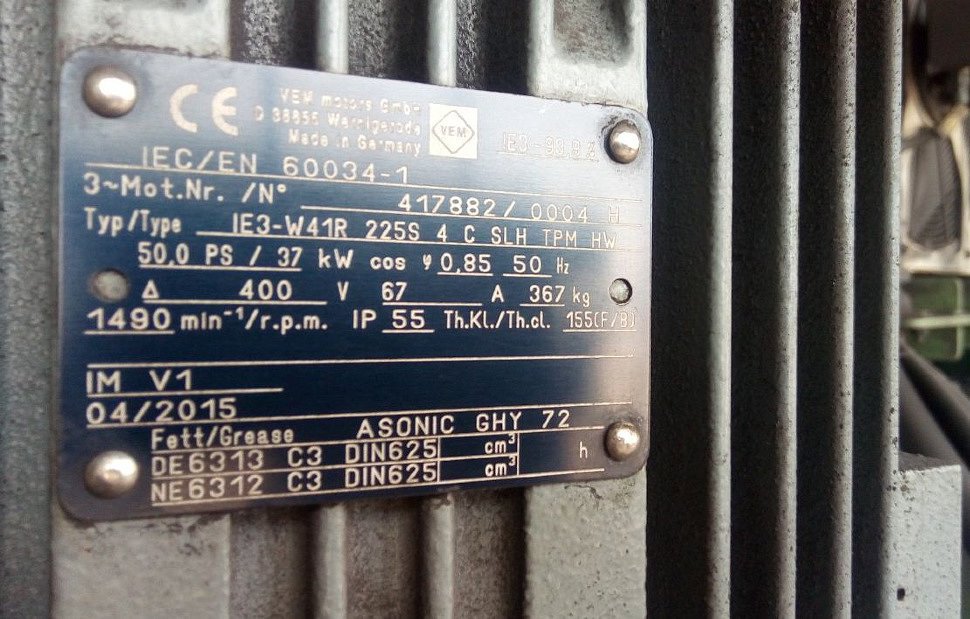 CE
VEM motors GmbH
D 38855 Wernigerode
Made in Germany
VEM
IEC/EN 60034-1
3~Mot.Nr. /N° 417882/ 0004 H
Typ/Type IE3-W41R 225S 4 C SLH TPM HW
50,0 PS / 37 kW cos φ 0,85 50 Hz
Δ 400 V 67 A 367 kg
1490 min⁻¹/r.p.m. IP 55 Th.Kl./Th.cl. 155(F/B)
IM V1
04/2015
Fett/Grease ASONIC GHY 72
DE6313 C3 DIN625 cm³ h
NE6312 C3 DIN625 cm³